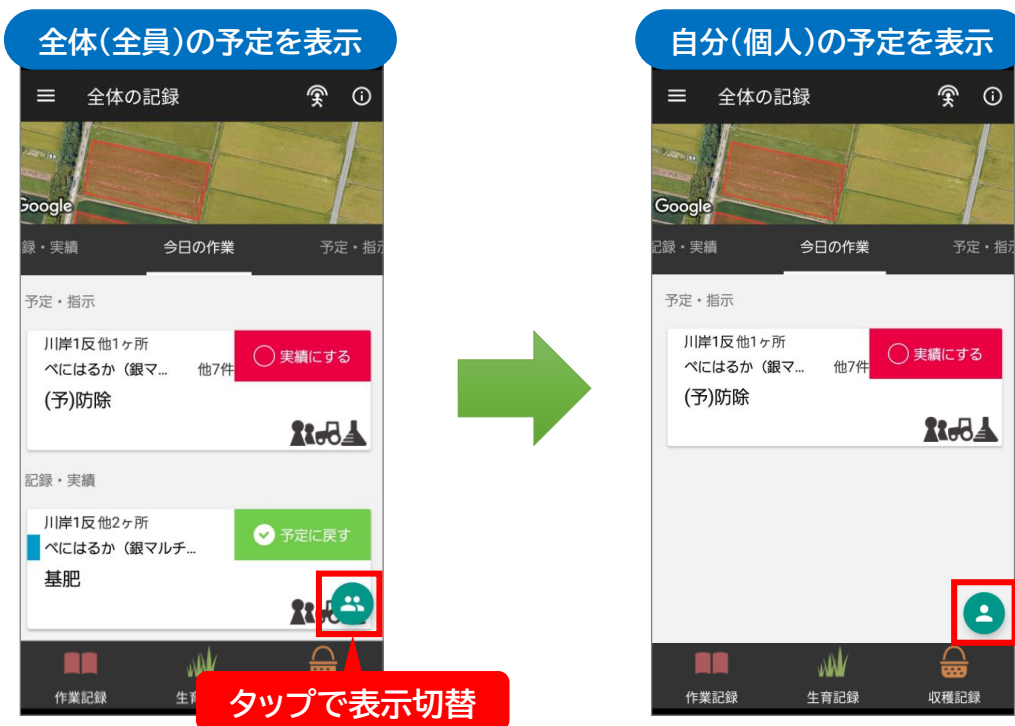 全体(全員)の予定を表示
全体の記録
Google
録・実績
今日の作業
予定・指示
予定・指示
川岸1反他1ヶ所
べにはるか（銀マ...
他7件
実績にする
(予)防除
記録・実績
川岸1反他2ヶ所
べにはるか（銀マルチ...
予定に戻す
基肥
作業記録
生育
タップで表示切替
自分(個人)の予定を表示
全体の記録
Google
記録・実績
今日の作業
予定・指示
予定・指示
川岸1反他1ヶ所
べにはるか（銀マ...
他7件
実績にする
(予)防除
作業記録
生育記録
収穫記録